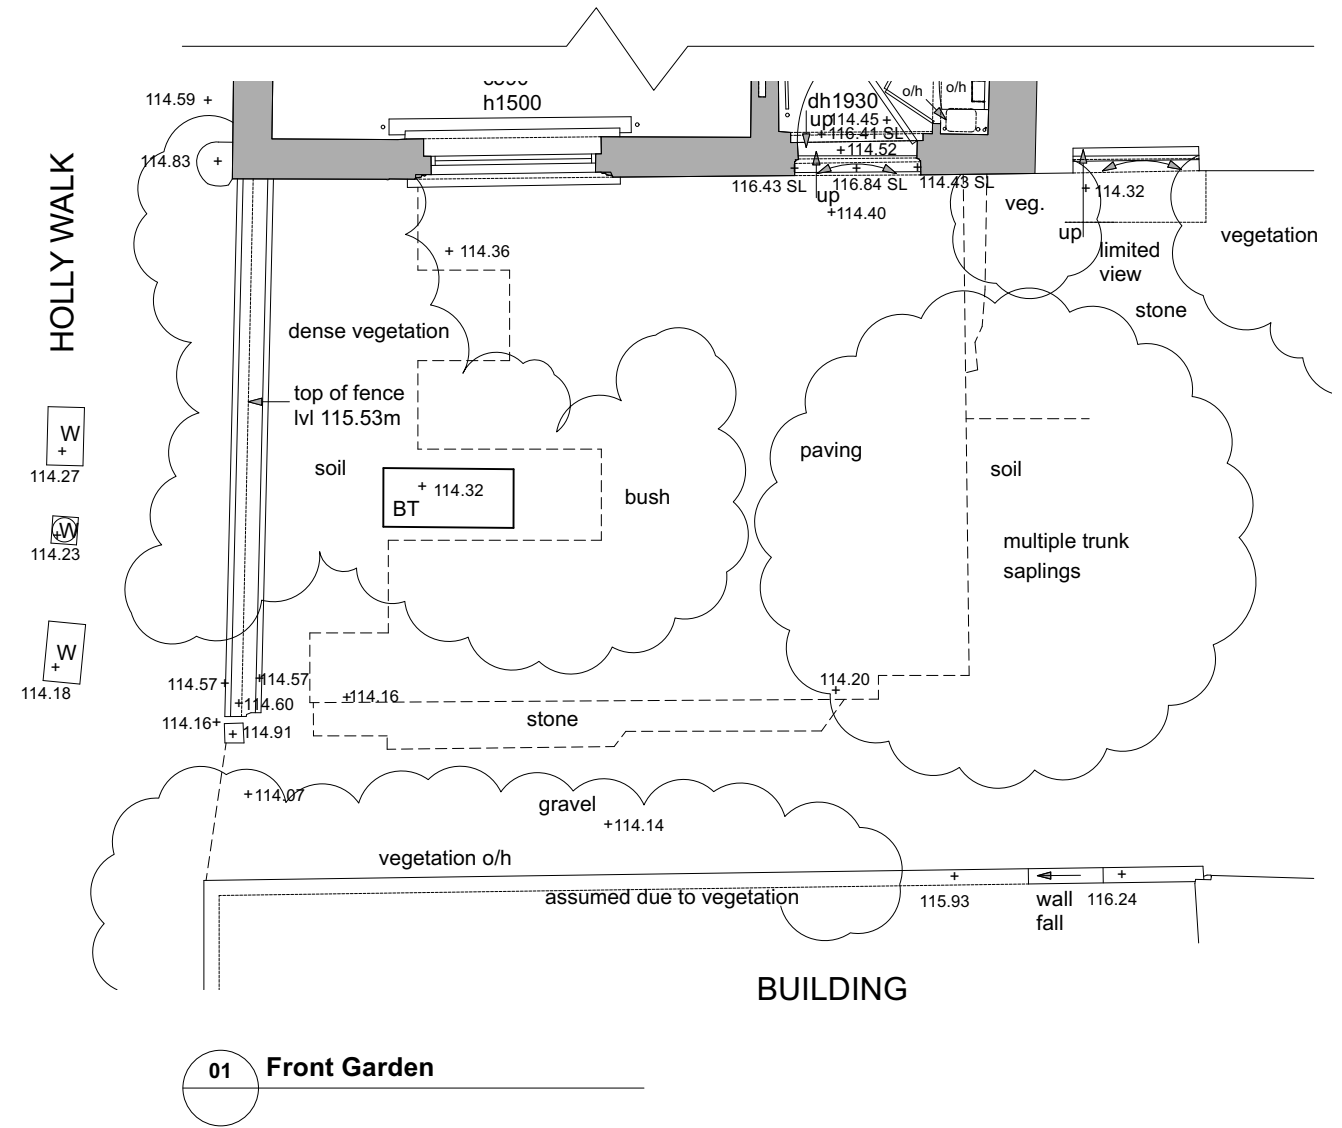 h1500
o/h
o/h
114.59
dh1930
up
114.45
116.41 SL
114.52
114.83
116.43 SL
116.84 SL
114.43 SL
up
114.40
veg.
114.32
up
limited
view
vegetation
stone
HOLLY WALK
114.36
dense vegetation
top of fence
lvl 115.53m
W
114.27
soil
BT
114.32
bush
paving
soil
W
114.23
multiple trunk
saplings
W
114.18
114.57
114.57
114.60
114.16
114.20
114.16
114.91
stone
114.07
gravel
114.14
vegetation o/h
assumed due to vegetation
115.93
wall
fall
116.24
BUILDING
01
Front Garden